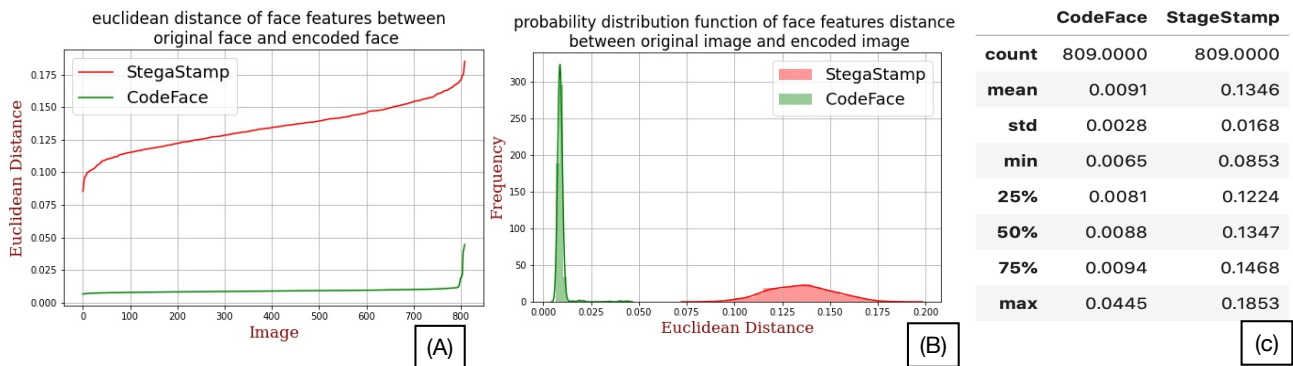 euclidean distance of face features between
original face and encoded face
StegaStamp
CodeFace
Euclidean Distance
0.175
0.150
0.125
0.100
0.075
0.050
0.025
0.000
0 100 200 300 400 500 600 700 800
Image
(A)
probability distribution function of face features distance
between original image and encoded image
StegaStamp
CodeFace
Frequency
300
250
200
150
100
50
0
0.000 0.025 0.050 0.075 0.100 0.125 0.150 0.175 0.200
Euclidean Distance
(B)
CodeFace StageStamp
count 809.0000 809.0000
mean 0.0091 0.1346
std 0.0028 0.0168
min 0.0065 0.0853
25% 0.0081 0.1224
50% 0.0088 0.1347
75% 0.0094 0.1468
max 0.0445 0.1853
(c)